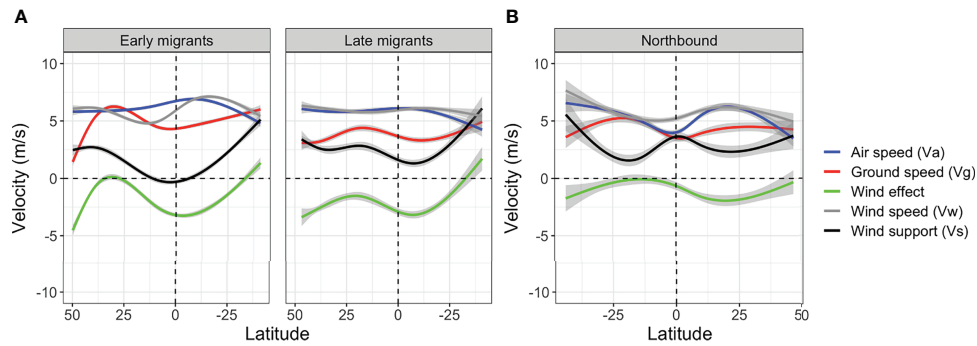 A
B
Early migrants
Late migrants
Northbound
Velocity (m/s)
10
5
0
-5
-10
50
25
0
-25
50
25
0
-25
Latitude
Velocity (m/s)
10
5
0
-5
-10
-25
0
25
50
Latitude
Air speed (Va)
Ground speed (Vg)
Wind effect
Wind speed (Vw)
Wind support (Vs)